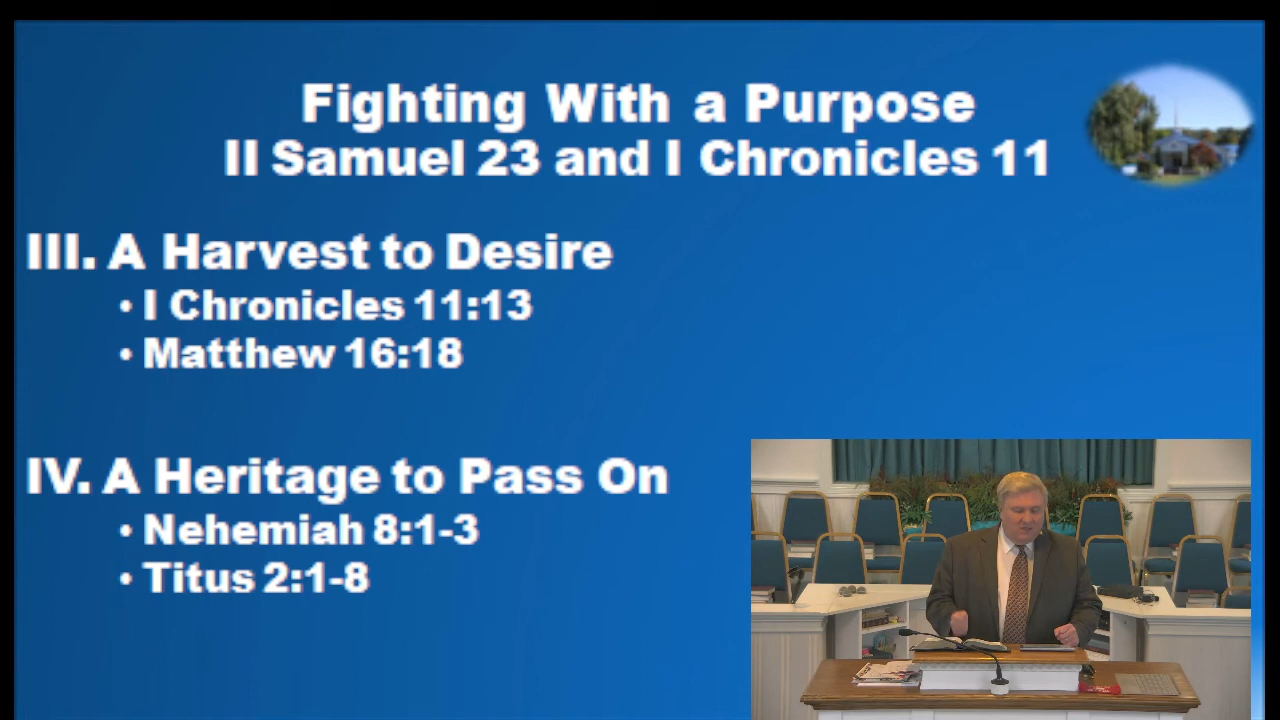 Fighting With a Purpose
II Samuel 23 and I Chronicles 11
III. A Harvest to Desire
• I Chronicles 11:13
• Matthew 16:18
IV. A Heritage to Pass On
• Nehemiah 8:1-3
• Titus 2:1-8